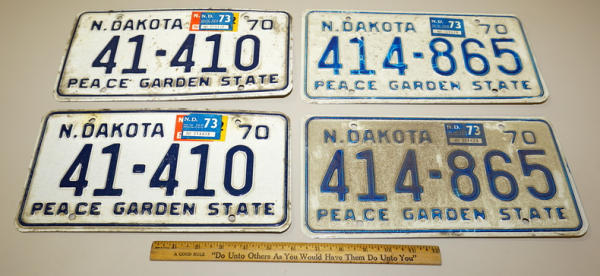 N. DAKOTA N.D. 73 70
41-410
PEACE GARDEN STATE
N. DAKOTA N.D. 73 70
414-865
PEACE GARDEN STATE
N. DAKOTA N.D. 73 70
41-410
PEACE GARDEN STATE
N. DAKOTA N.D. 73 70
414-865
PEACE GARDEN STATE
A GOOD RULE "Do Unto Others As You Would Have Them Do Unto You"